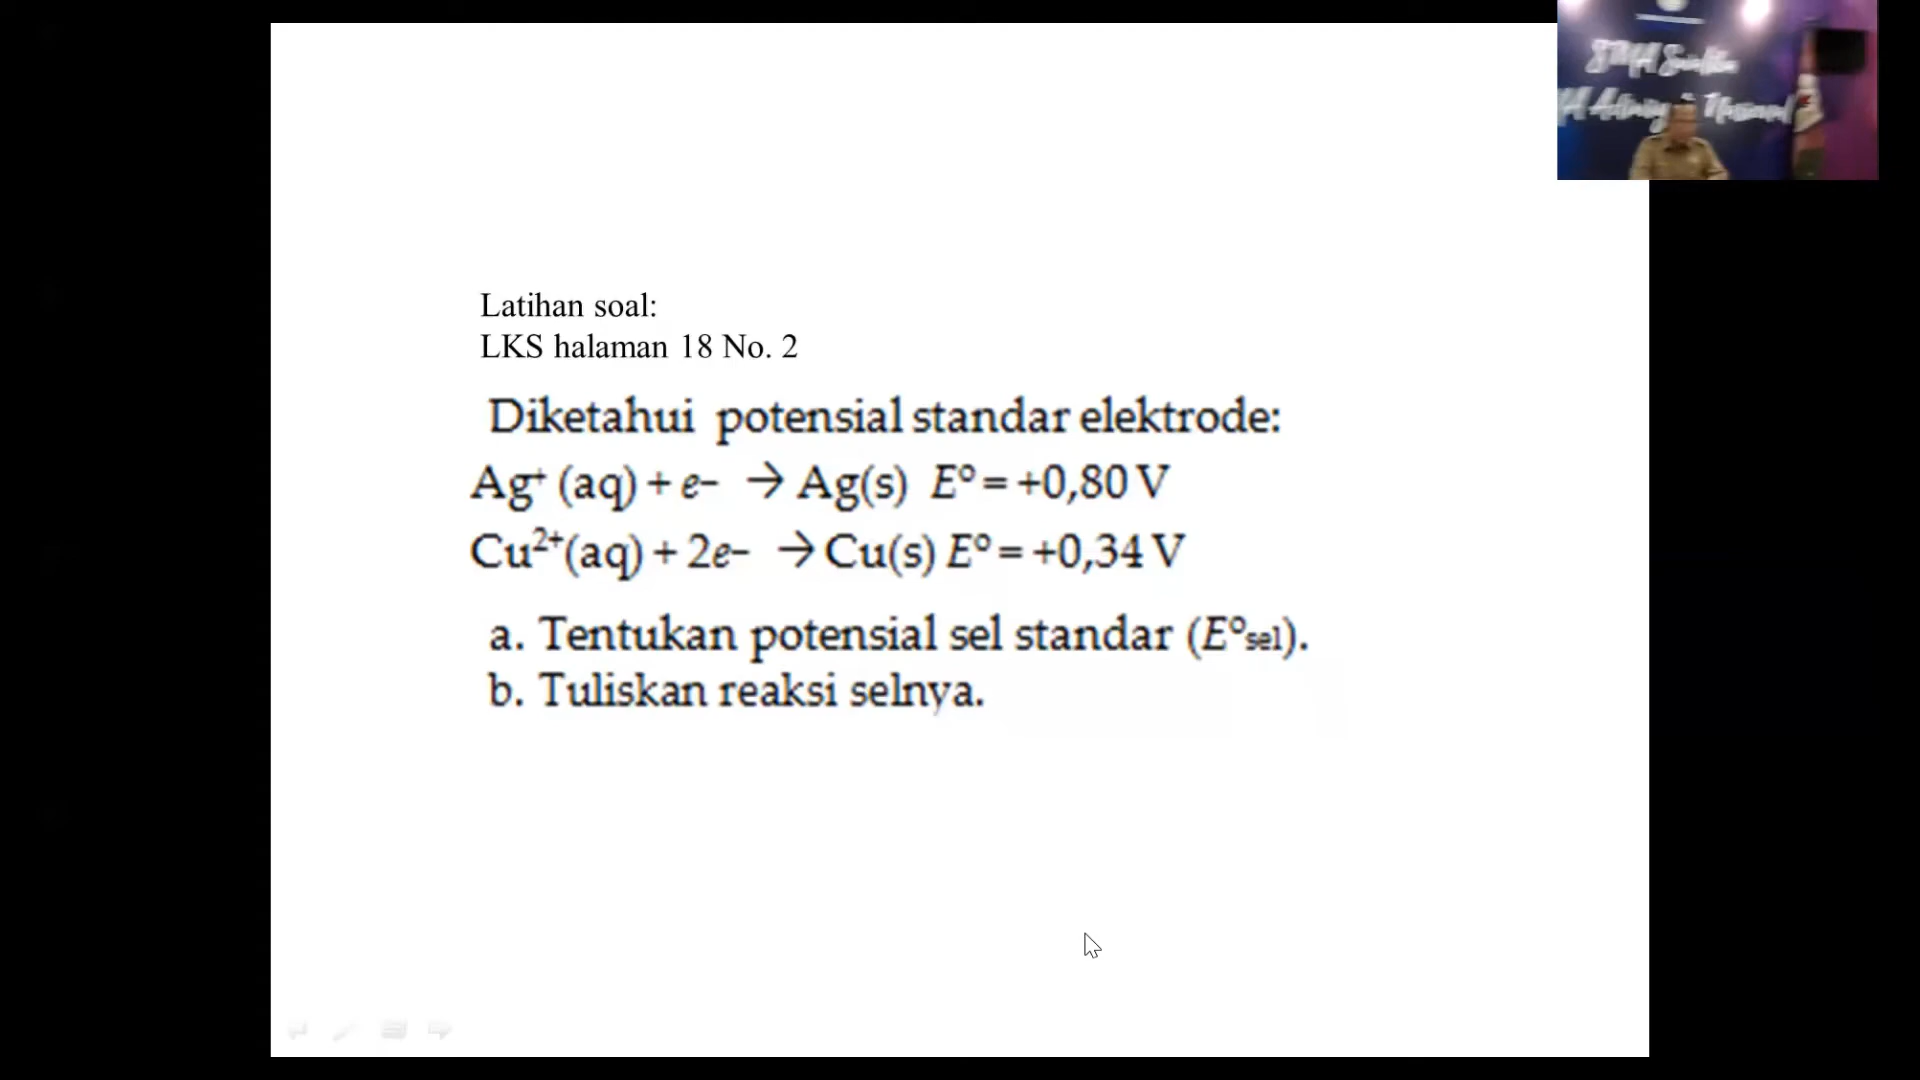 Latihan soal:
LKS halaman 18 No. 2
Diketahui potensial standar elektrode:
Ag⁺ (aq) + e– → Ag(s) E° = +0,80 V
Cu²⁺(aq) + 2e– → Cu(s) E° = +0,34 V
a. Tentukan potensial sel standar (E°sel).
b. Tuliskan reaksi selnya.